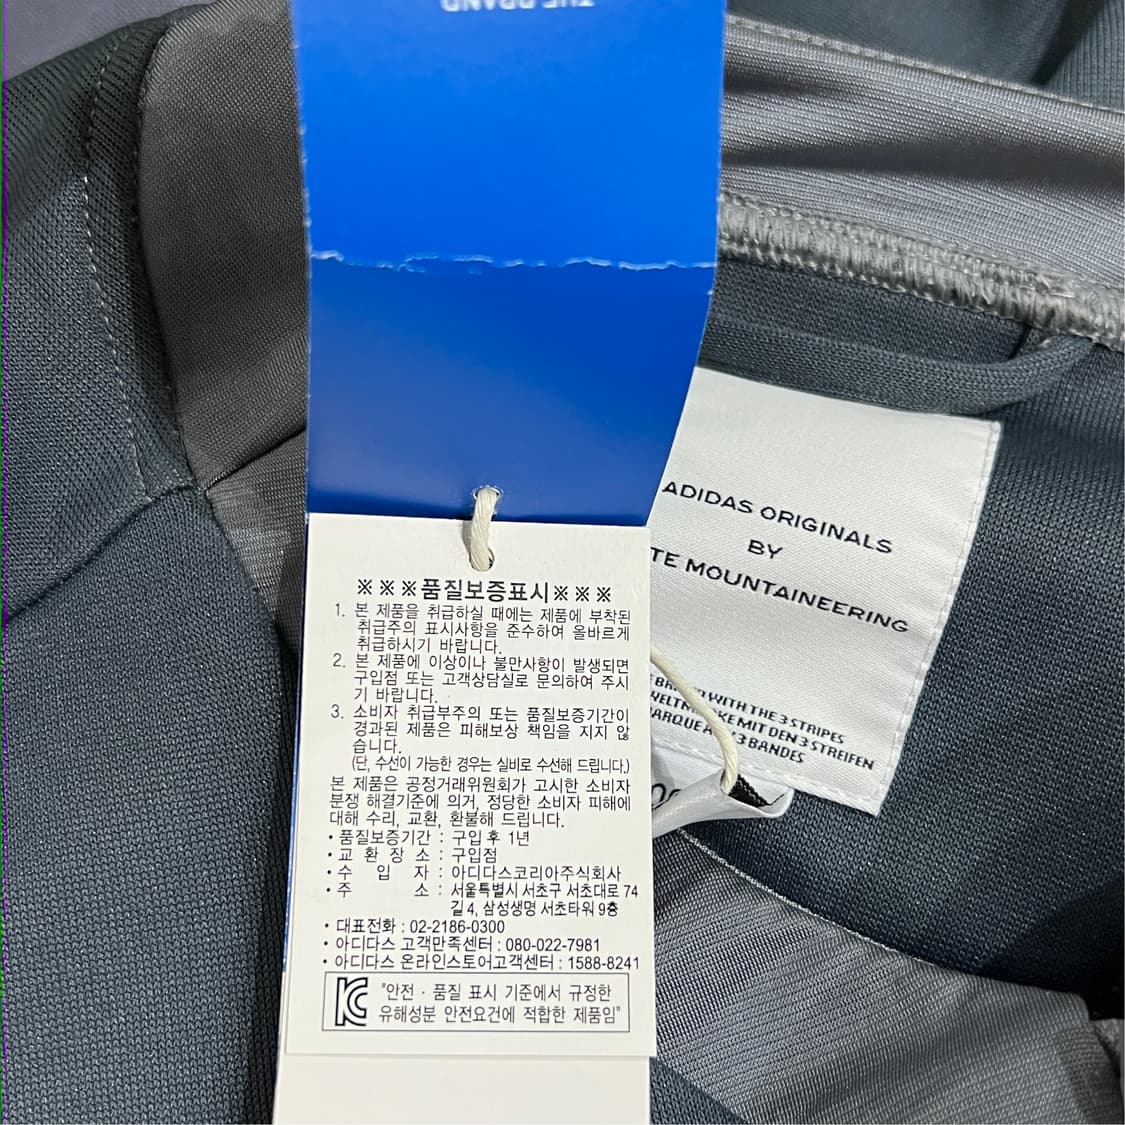 THE BRAND
※※※품질보증표시※※※
1. 본 제품을 취급하실 때에는 제품에 부착된
취급주의 표시사항을 준수하여 올바르게
취급하시기 바랍니다.
2. 본 제품에 이상이나 불만사항이 발생되면
구입점 또는 고객상담실로 문의하여 주시
기 바랍니다.
3. 소비자 취급부주의 또는 품질보증기간이
경과된 제품은 피해보상 책임을 지지 않
습니다.
(단, 수선이 가능한 경우는 실비로 수선해 드립니다.)
본 제품은 공정거래위원회가 고시한 소비자
분쟁 해결기준에 의거, 정당한 소비자 피해에
대해 수리, 교환, 환불해 드립니다.
• 품질보증기간 : 구입 후 1년
• 교 환 장 소 : 구입점
• 수 입 자 : 아디다스코리아주식회사
• 주 소 : 서울특별시 서초구 서초대로 74
길 4, 삼성생명 서초타워 9층
• 대표전화 : 02-2186-0300
• 아디다스 고객만족센터 : 080-022-7981
• 아디다스 온라인스토어고객센터 : 1588-8241
"안전 · 품질 표시 기준에서 규정한
유해성분 안전요건에 적합한 제품임"
ADIDAS ORIGINALS
BY
TE MOUNTAINEERING
WITH THE 3 STRIPES
MIT DEN 3 STREIFEN
3 BANDES